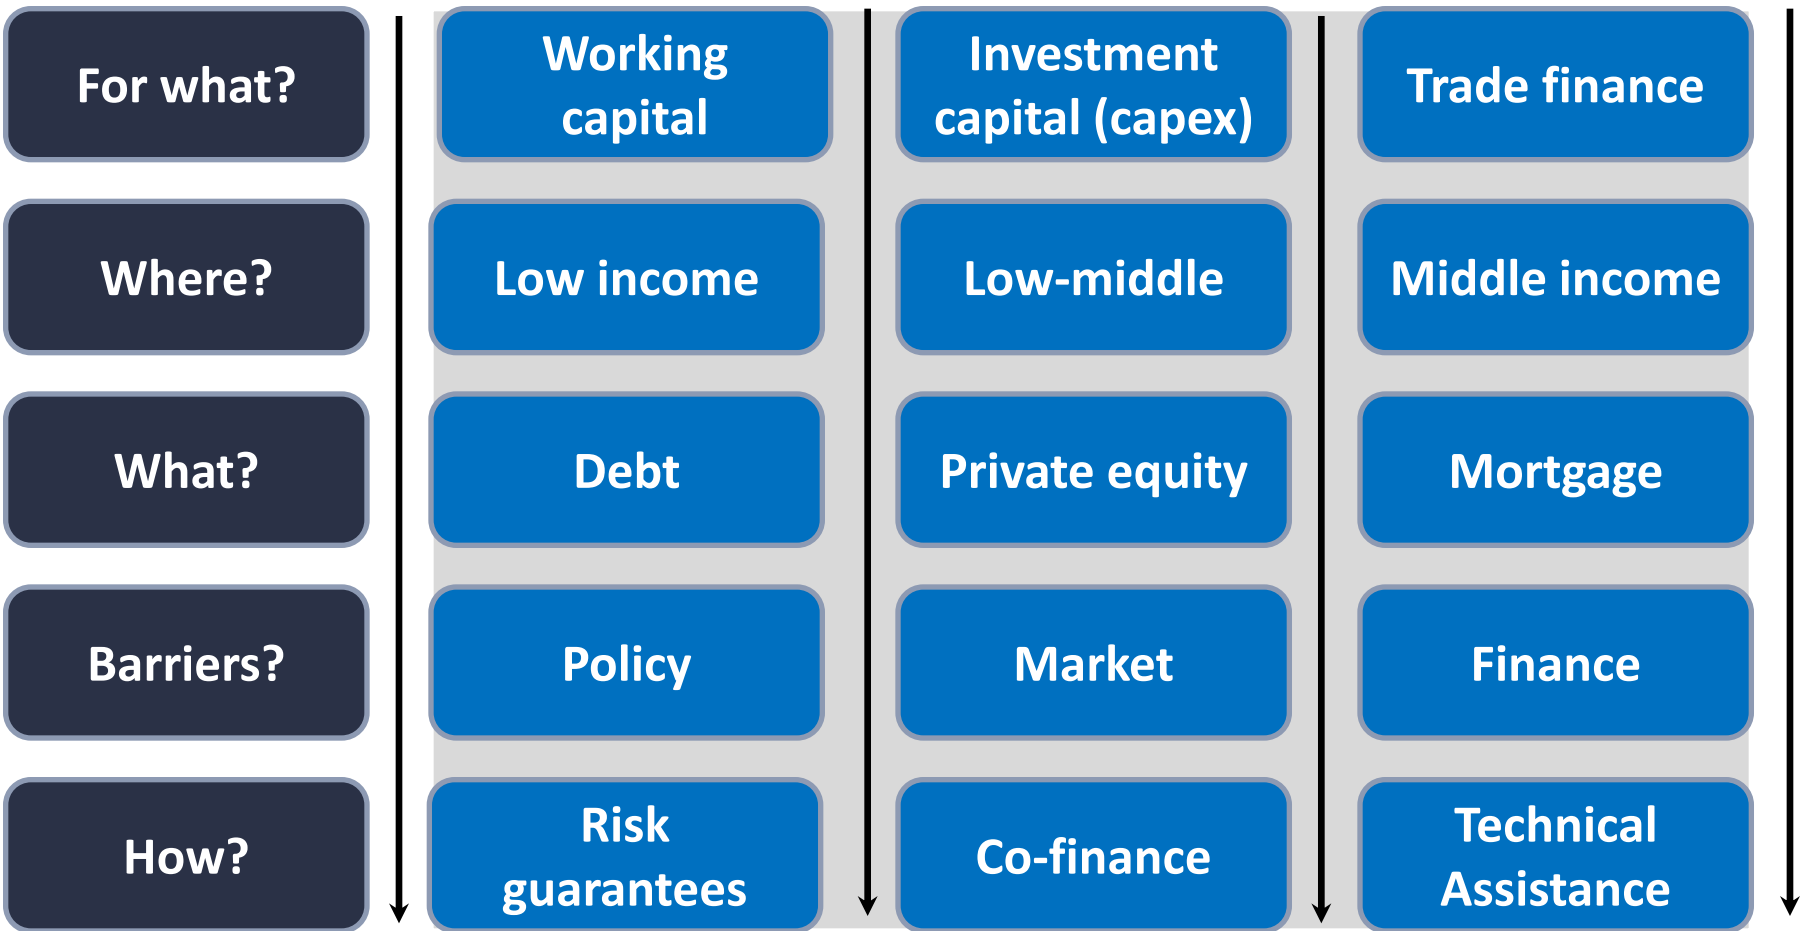 For what?
Working
capital
Investment
capital (capex)
Trade finance
Where?
Low income
Low-middle
Middle income
What?
Debt
Private equity
Mortgage
Barriers?
Policy
Market
Finance
How?
Risk
guarantees
Co-finance
Technical
Assistance